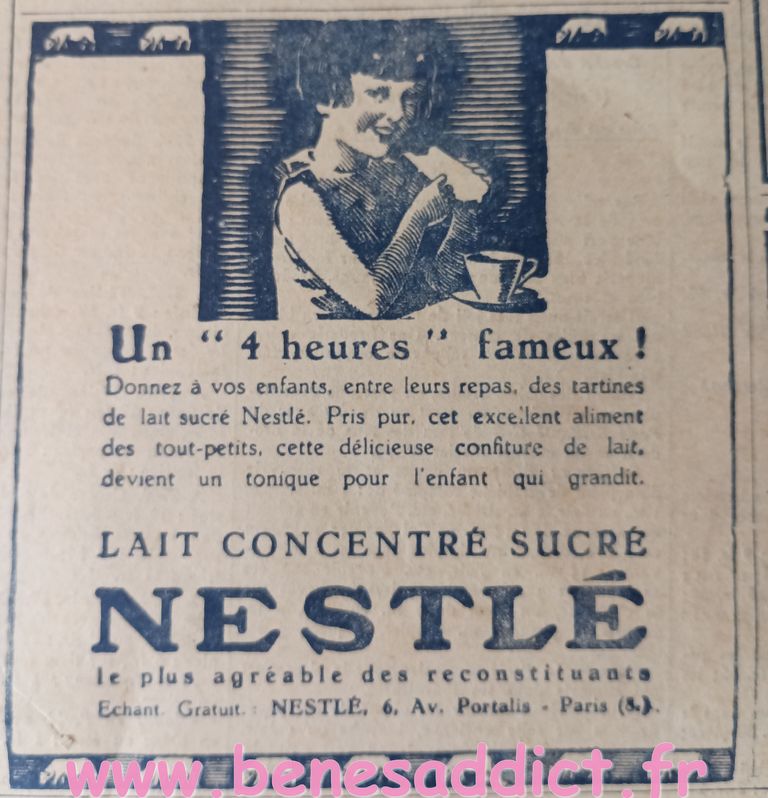 Un “ 4 heures ” fameux !
Donnez à vos enfants, entre leurs repas, des tartines
de lait sucré Nestlé. Pris pur, cet excellent aliment
des tout-petits, cette délicieuse confiture de lait,
devient un tonique pour l'enfant qui grandit.
LAIT CONCENTRÉ SUCRÉ
NESTLÉ
le plus agréable des reconstituants
Echant. Gratuit. : NESTLÉ, 6, Av. Portalis - Paris (8.).
www.benesaddict.fr